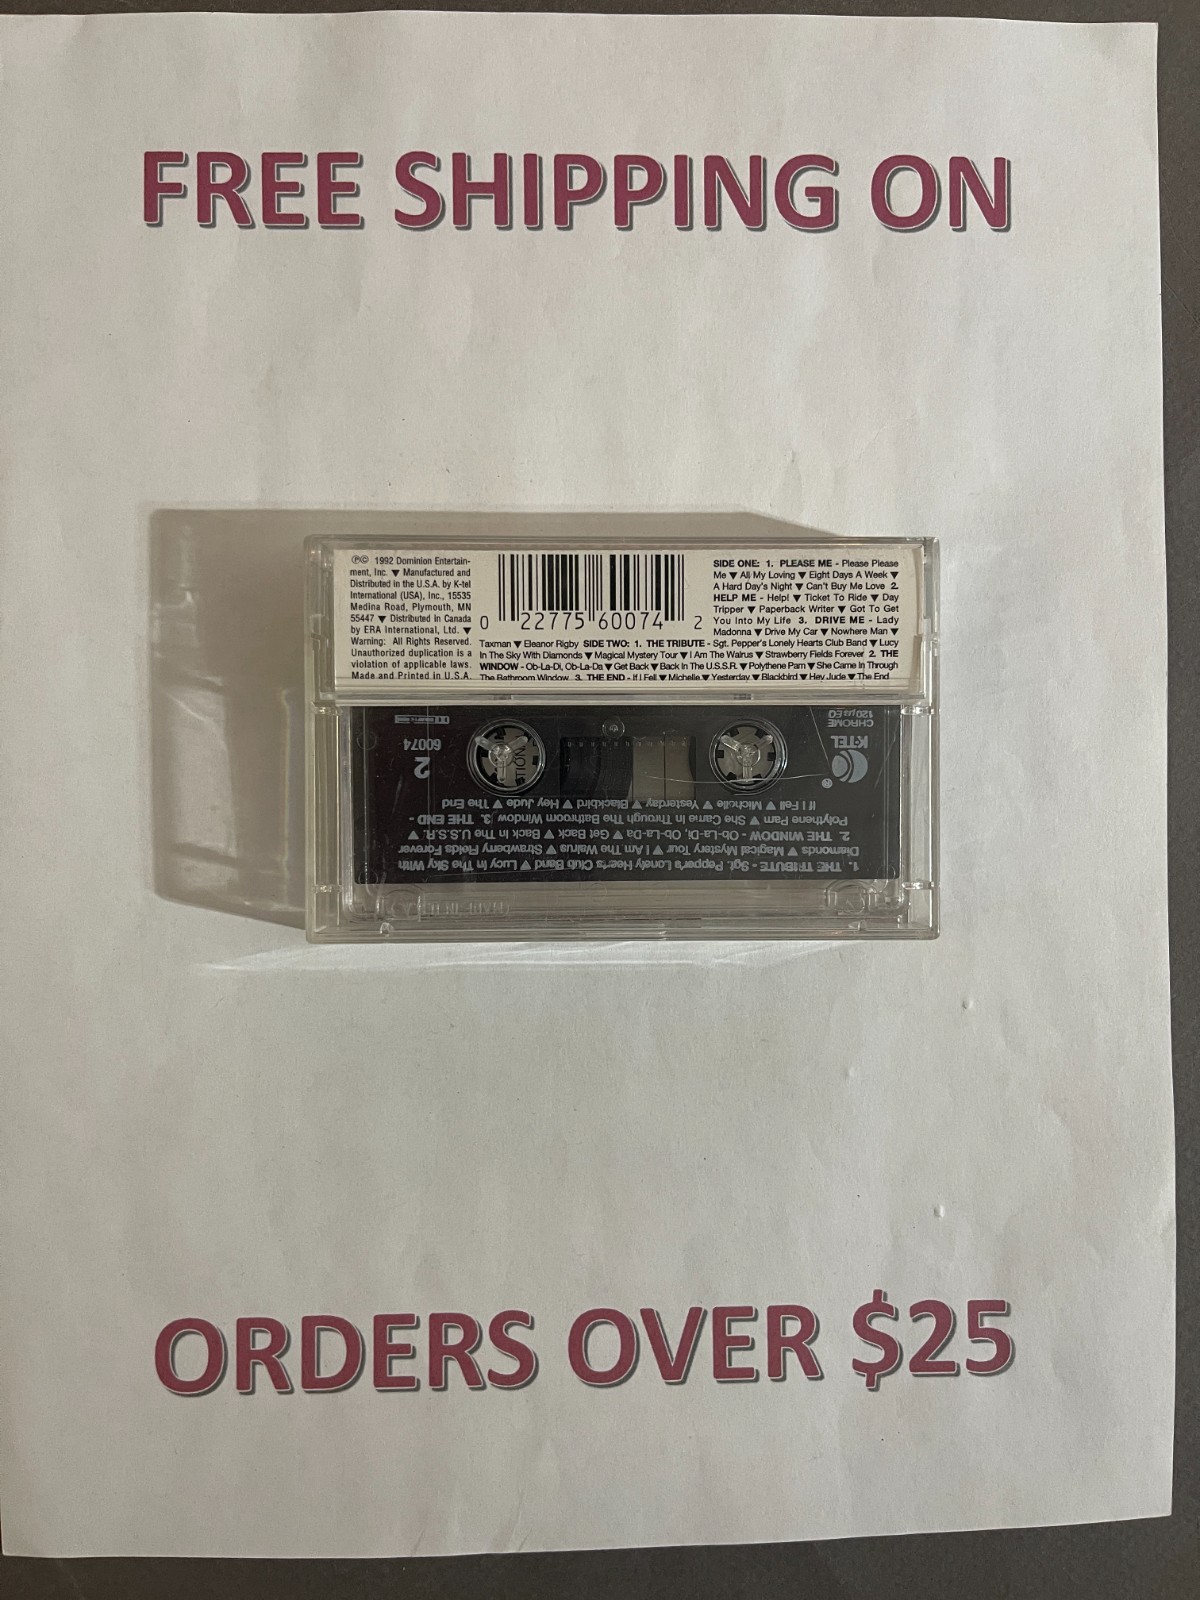 FREE SHIPPING ON
℗© 1992 Dominion Entertain-
ment, Inc. ▼ Manufactured and
Distributed in the U.S.A. by K-tel
International (USA), Inc., 15535
Medina Road, Plymouth, MN
55447 ▼ Distributed in Canada
by ERA International, Ltd. ▼
Warning: All Rights Reserved.
Unauthorized duplication is a
violation of applicable laws.
Made and Printed in U.S.A.
0 22775 60074 2
SIDE ONE: 1. PLEASE ME - Please Please
Me ▼ All My Loving ▼ Eight Days A Week ▼
A Hard Day's Night ▼ Can't Buy Me Love 2.
HELP ME - Help! ▼ Ticket To Ride ▼ Day
Tripper ▼ Paperback Writer ▼ Got To Get
You Into My Life 3. DRIVE ME - Lady
Madonna ▼ Drive My Car ▼ Nowhere Man ▼
Taxman ▼ Eleanor Rigby SIDE TWO: 1. THE TRIBUTE - Sgt. Pepper's Lonely Hearts Club Band ▼ Lucy
In The Sky With Diamonds ▼ Magical Mystery Tour ▼ I Am The Walrus ▼ Strawberry Fields Forever 2. THE
WINDOW - Ob-La-Di, Ob-La-Da ▼ Get Back ▼ Back in The U.S.S.R. ▼ Polythene Pam ▼ She Came In Through
The Bathroom Window 3. THE END - If I Fell ▼ Michelle ▼ Yesterday ▼ Blackbird ▼ Hey Jude ▼ The End
1. THE TRIBUTE - Sgt. Pepper's Lonely Hearts Club Band ▼ Lucy In The Sky With
Diamonds ▼ Magical Mystery Tour ▼ I Am The Walrus ▼ Strawberry Fields Forever
2. THE WINDOW - Ob-La-Di, Ob-La-Da ▼ Get Back ▼ Back In The U.S.S.R. ▼
Polythene Pam ▼ She Came In Through The Bathroom Window 3. THE END -
If I Fell ▼ Michelle ▼ Yesterday ▼ Blackbird ▼ Hey Jude ▼ The End
K-TEL
®
2
60074
CHROME
120 μs EQ
TION
ORDERS OVER $25